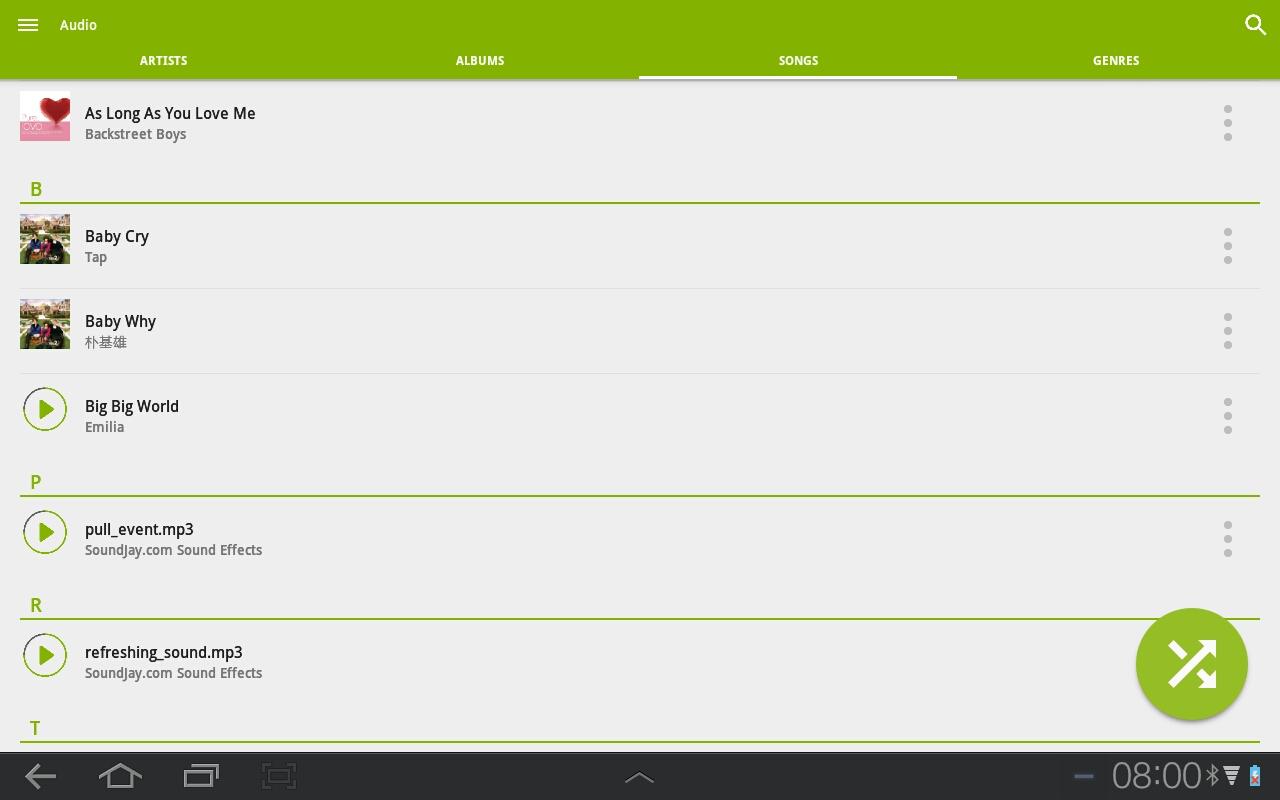 Audio
ARTISTS
ALBUMS
SONGS
GENRES
As Long As You Love Me
Backstreet Boys
B
Baby Cry
Tap
Baby Why
朴基雄
Big Big World
Emilia
P
pull_event.mp3
SoundJay.com Sound Effects
R
refreshing_sound.mp3
SoundJay.com Sound Effects
T
08:00